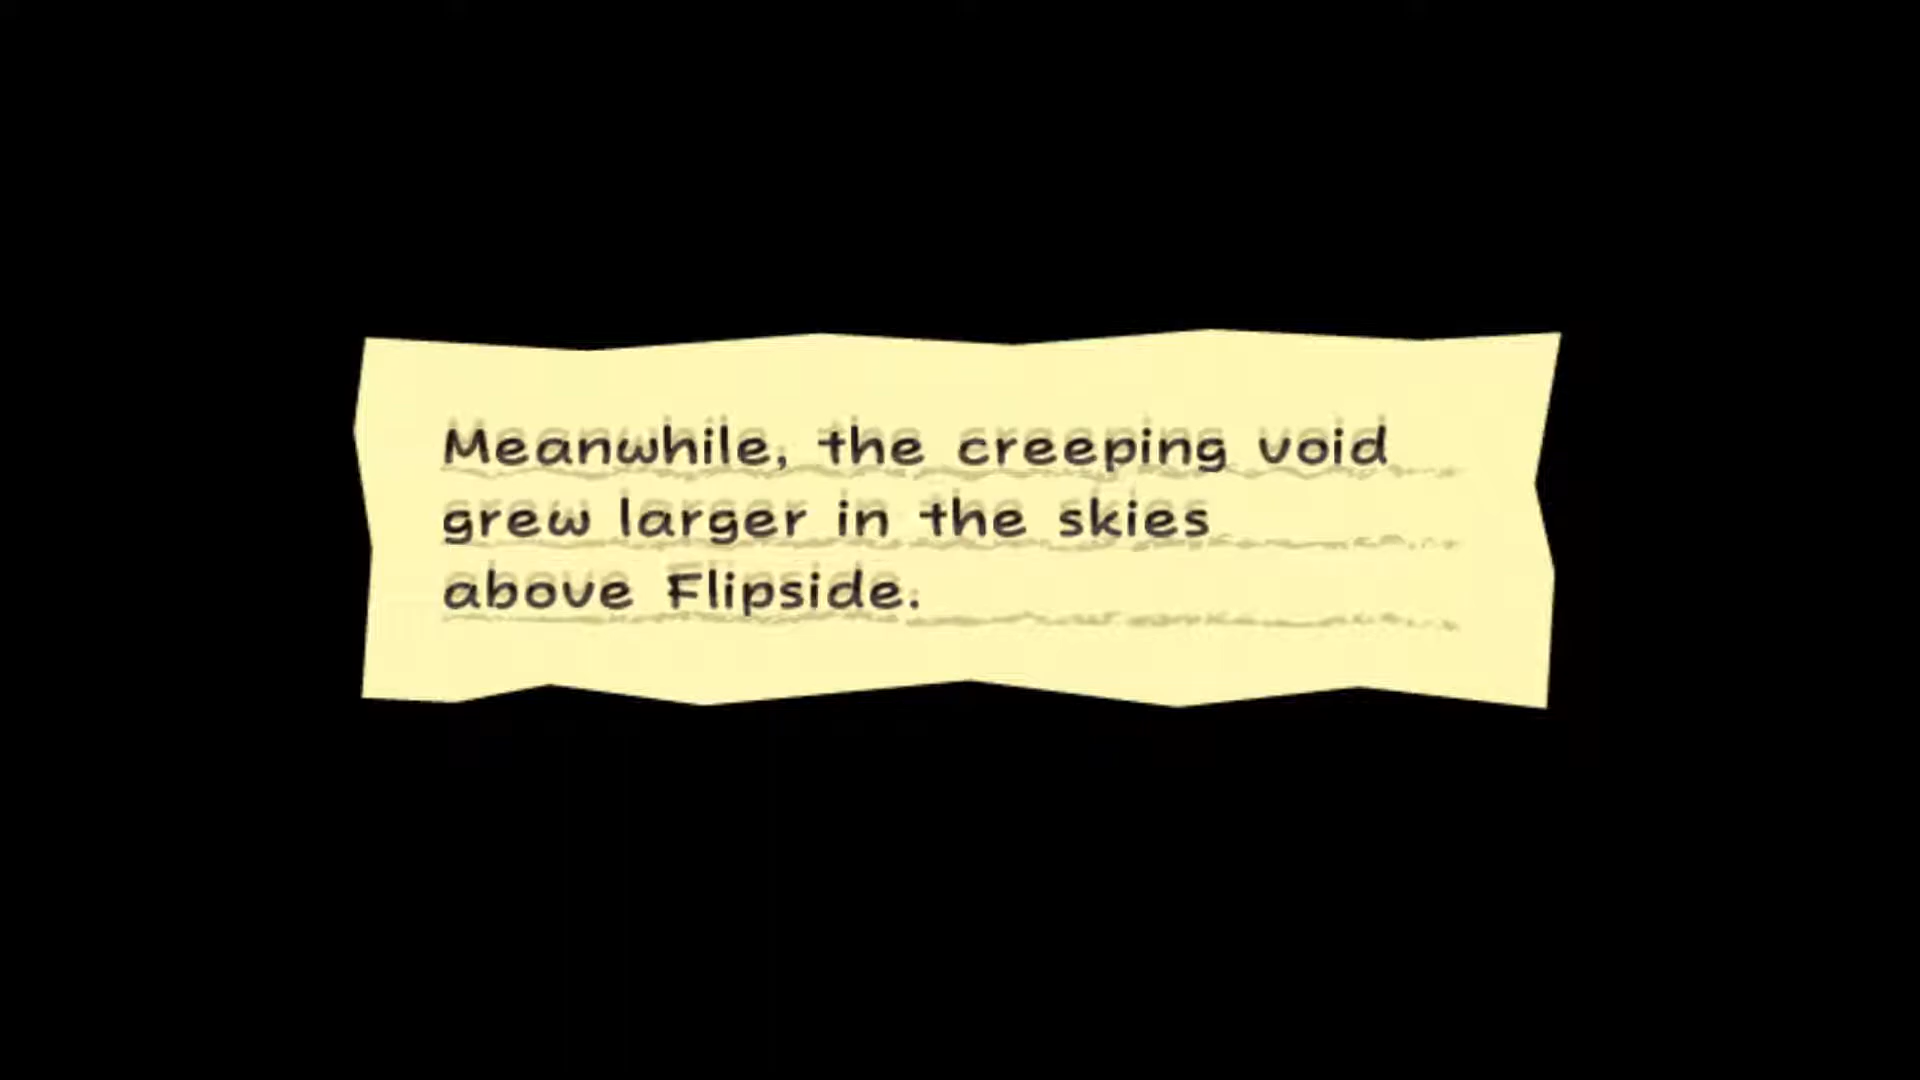 Meanwhile, the creeping void
grew larger in the skies
above Flipside.